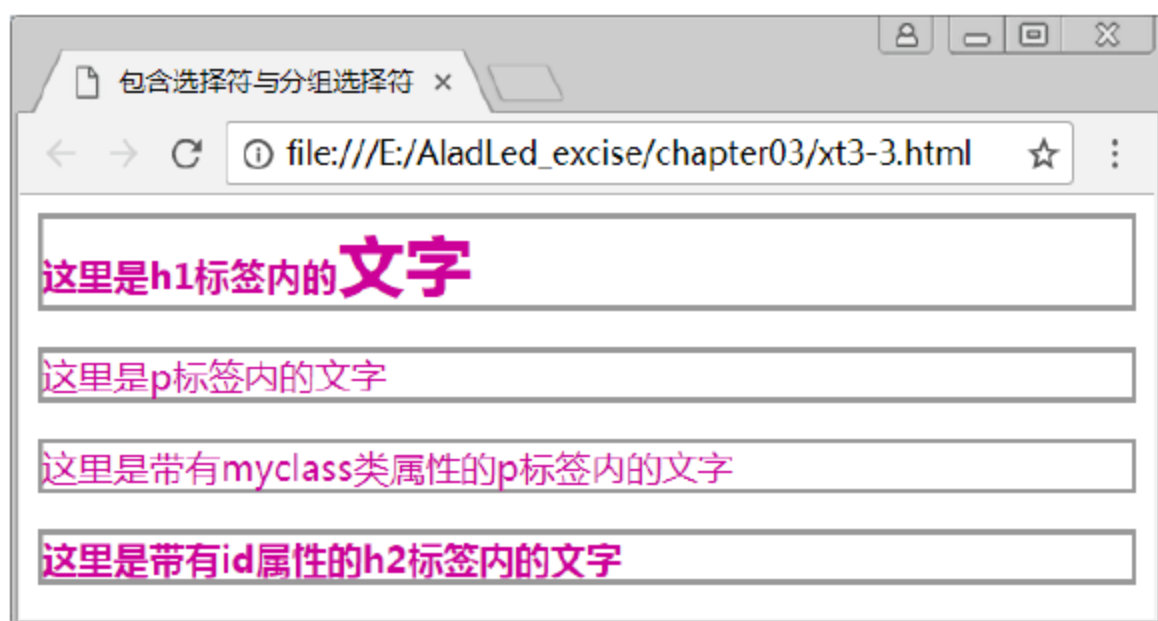 包含选择符与分组选择符
file:///E:/AladLed_excise/chapter03/xt3-3.html
这里是h1标签内的文字
这里是p标签内的文字
这里是带有myclass类属性的p标签内的文字
这里是带有id属性的h2标签内的文字